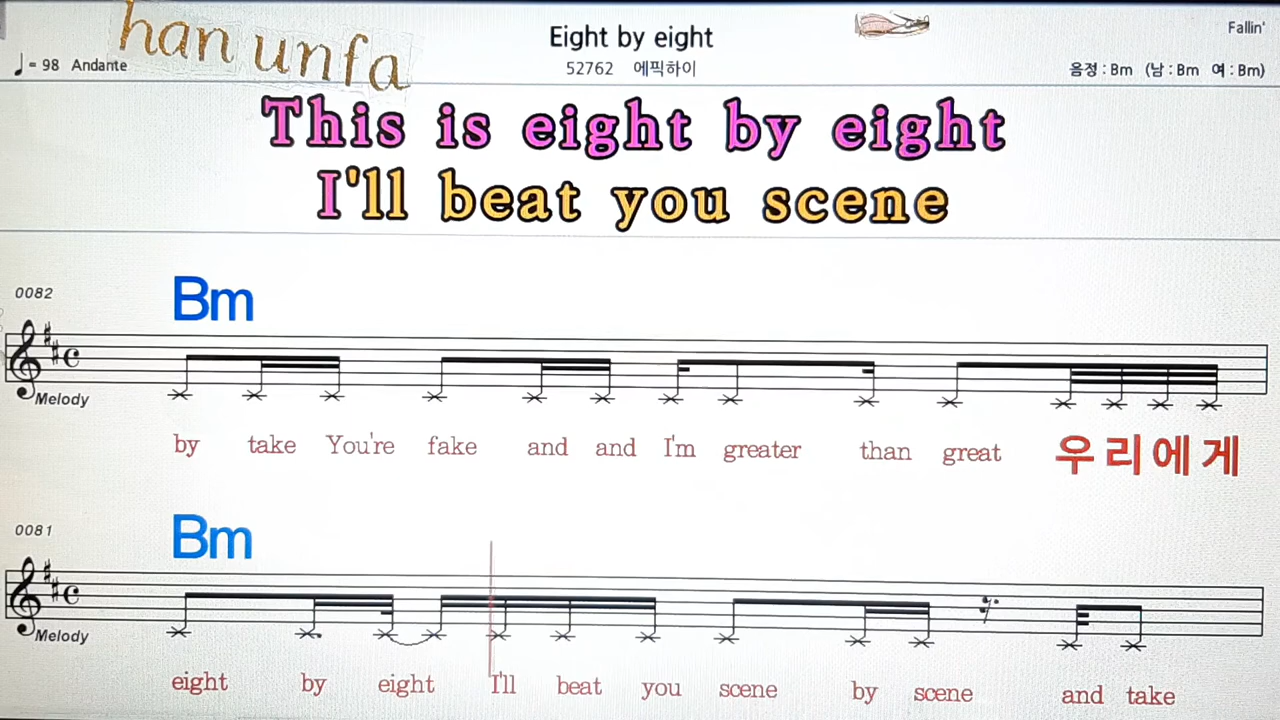 han unfa
Eight by eight
Fallin'
♩= 98 Andante
52762 에픽하이
음정 : Bm (남 : Bm 여 : Bm)
This is eight by eight
I'll beat you scene
0082
Bm
Melody
by take You're fake and and I'm greater than great 우리에게
0081
Bm
Melody
eight by eight I'll beat you scene by scene and take